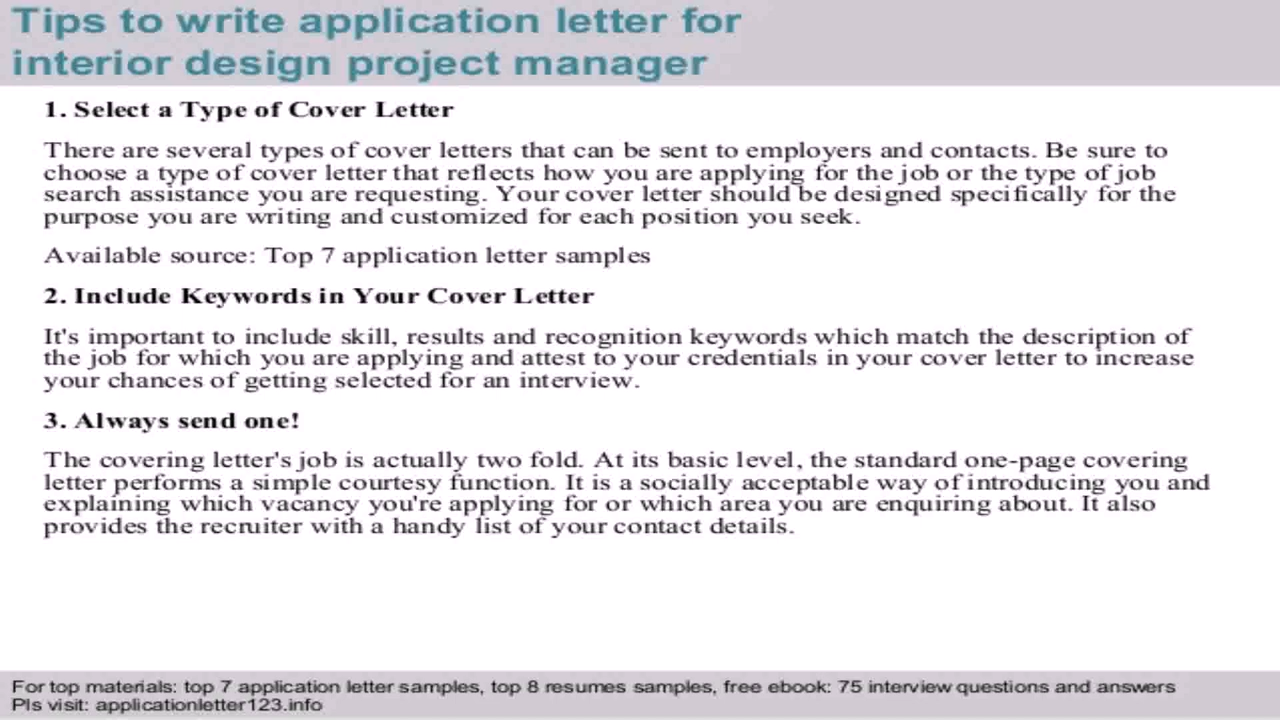 Tips to write application letter for
interior design project manager
1. Select a Type of Cover Letter
There are several types of cover letters that can be sent to employers and contacts. Be sure to
choose a type of cover letter that reflects how you are applying for the job or the type of job
search assistance you are requesting. Your cover letter should be designed specifically for the
purpose you are writing and customized for each position you seek.
Available source: Top 7 application letter samples
2. Include Keywords in Your Cover Letter
It's important to include skill, results and recognition keywords which match the description of
the job for which you are applying and attest to your credentials in your cover letter to increase
your chances of getting selected for an interview.
3. Always send one!
The covering letter's job is actually two fold. At its basic level, the standard one-page covering
letter performs a simple courtesy function. It is a socially acceptable way of introducing you and
explaining which vacancy you're applying for or which area you are enquiring about. It also
provides the recruiter with a handy list of your contact details.
For top materials: top 7 application letter samples, top 8 resumes samples, free ebook: 75 interview questions and answers
Pls visit: applicationletter123.info